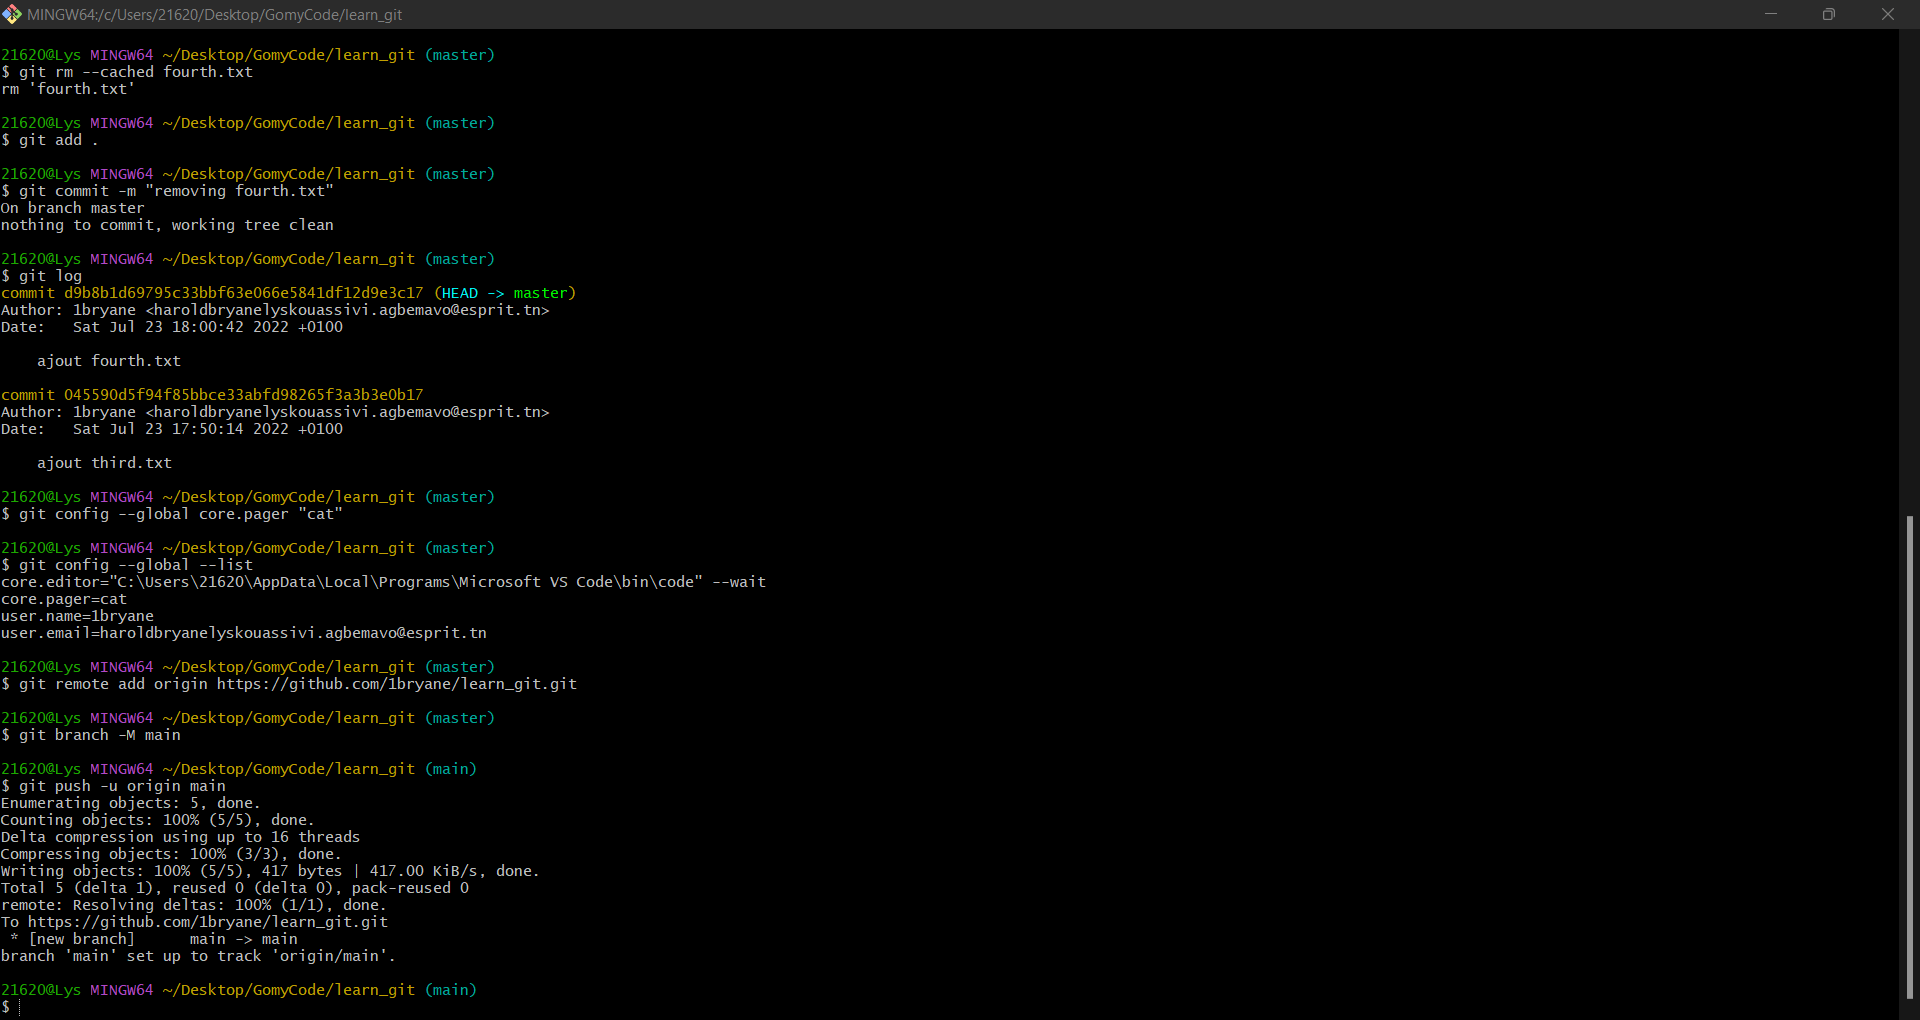 MINGW64:/c/Users/21620/Desktop/GomyCode/learn_git
21620@Lys MINGW64 ~/Desktop/GomyCode/learn_git (master)
$ git rm --cached fourth.txt
rm 'fourth.txt'
21620@Lys MINGW64 ~/Desktop/GomyCode/learn_git (master)
$ git add .
21620@Lys MINGW64 ~/Desktop/GomyCode/learn_git (master)
$ git commit -m "removing fourth.txt"
On branch master
nothing to commit, working tree clean
21620@Lys MINGW64 ~/Desktop/GomyCode/learn_git (master)
$ git log
commit d9b8b1d69795c33bbf63e066e5841df12d9e3c17 (HEAD -> master)
Author: 1bryane <haroldbryanelyskouassivi.agbemavo@esprit.tn>
Date:   Sat Jul 23 18:00:42 2022 +0100
    ajout fourth.txt
commit 045590d5f94f85bbce33abfd98265f3a3b3e0b17
Author: 1bryane <haroldbryanelyskouassivi.agbemavo@esprit.tn>
Date:   Sat Jul 23 17:50:14 2022 +0100
    ajout third.txt
21620@Lys MINGW64 ~/Desktop/GomyCode/learn_git (master)
$ git config --global core.pager "cat"
21620@Lys MINGW64 ~/Desktop/GomyCode/learn_git (master)
$ git config --global --list
core.editor="C:\Users\21620\AppData\Local\Programs\Microsoft VS Code\bin\code" --wait
core.pager=cat
user.name=1bryane
user.email=haroldbryanelyskouassivi.agbemavo@esprit.tn
21620@Lys MINGW64 ~/Desktop/GomyCode/learn_git (master)
$ git remote add origin https://github.com/1bryane/learn_git.git
21620@Lys MINGW64 ~/Desktop/GomyCode/learn_git (master)
$ git branch -M main
21620@Lys MINGW64 ~/Desktop/GomyCode/learn_git (main)
$ git push -u origin main
Enumerating objects: 5, done.
Counting objects: 100% (5/5), done.
Delta compression using up to 16 threads
Compressing objects: 100% (3/3), done.
Writing objects: 100% (5/5), 417 bytes | 417.00 KiB/s, done.
Total 5 (delta 1), reused 0 (delta 0), pack-reused 0
remote: Resolving deltas: 100% (1/1), done.
To https://github.com/1bryane/learn_git.git
 * [new branch]      main -> main
branch 'main' set up to track 'origin/main'.
21620@Lys MINGW64 ~/Desktop/GomyCode/learn_git (main)
$